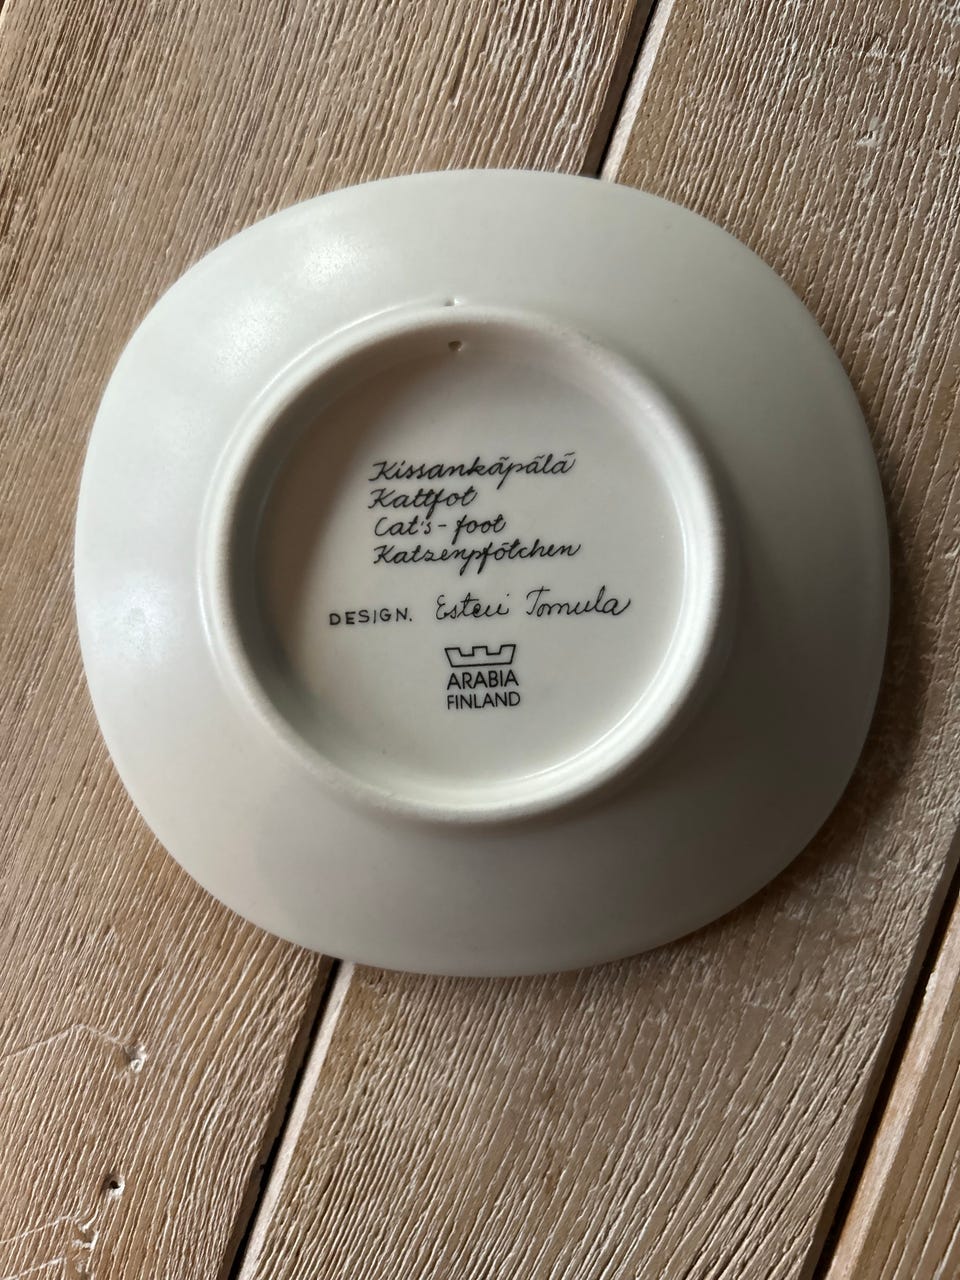 Kissankäpälä
Kattfot
Cat's-foot
Katzenpfötchen
DESIGN. Esteri Tomula
ARABIA
FINLAND